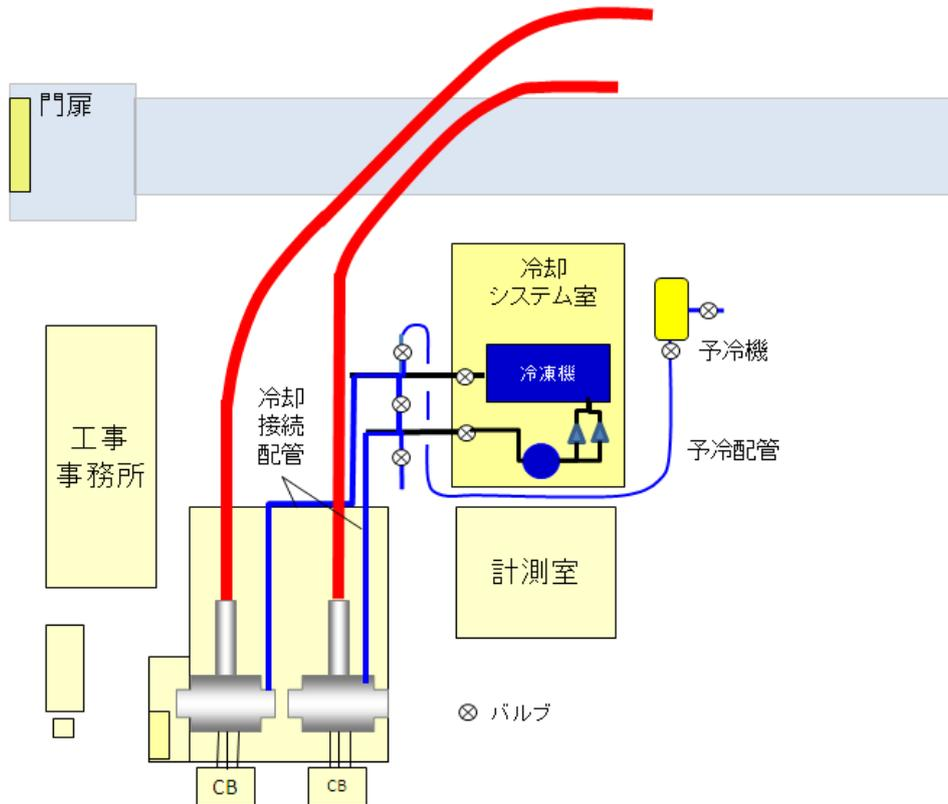 門扉
冷却
システム室
冷凍機
予冷機
冷却
接続
配管
予冷配管
工事
事務所
計測室
バルブ
CB
CB